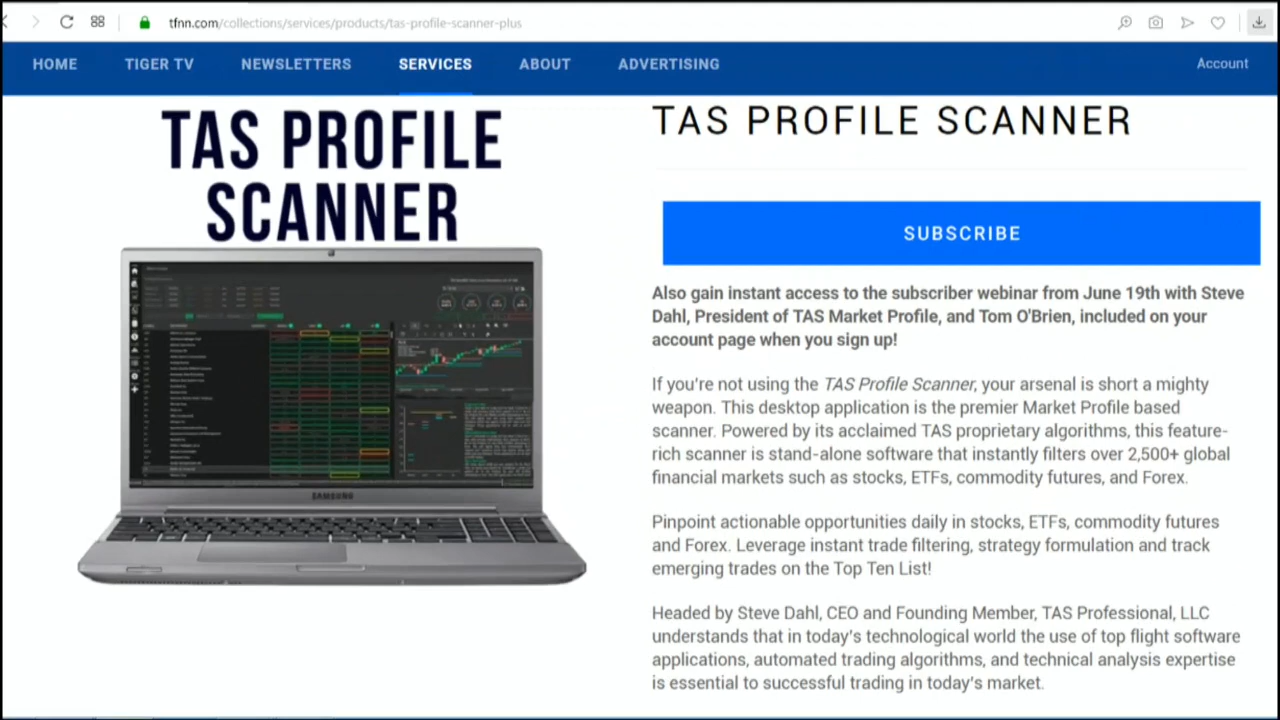 tfnn.com/collections/services/products/tas-profile-scanner-plus
HOME
TIGER TV
NEWSLETTERS
SERVICES
ABOUT
ADVERTISING
Account
TAS PROFILE
SCANNER
SAMSUNG
TAS PROFILE SCANNER
SUBSCRIBE
Also gain instant access to the subscriber webinar from June 19th with Steve
Dahl, President of TAS Market Profile, and Tom O'Brien, included on your
account page when you sign up!
If you're not using the TAS Profile Scanner, your arsenal is short a mighty
weapon. This desktop application is the premier Market Profile based
scanner. Powered by its acclaimed TAS proprietary algorithms, this feature-
rich scanner is stand-alone software that instantly filters over 2,500+ global
financial markets such as stocks, ETFs, commodity futures, and Forex.
Pinpoint actionable opportunities daily in stocks, ETFs, commodity futures
and Forex. Leverage instant trade filtering, strategy formulation and track
emerging trades on the Top Ten List!
Headed by Steve Dahl, CEO and Founding Member, TAS Professional, LLC
understands that in today's technological world the use of top flight software
applications, automated trading algorithms, and technical analysis expertise
is essential to successful trading in today's market.